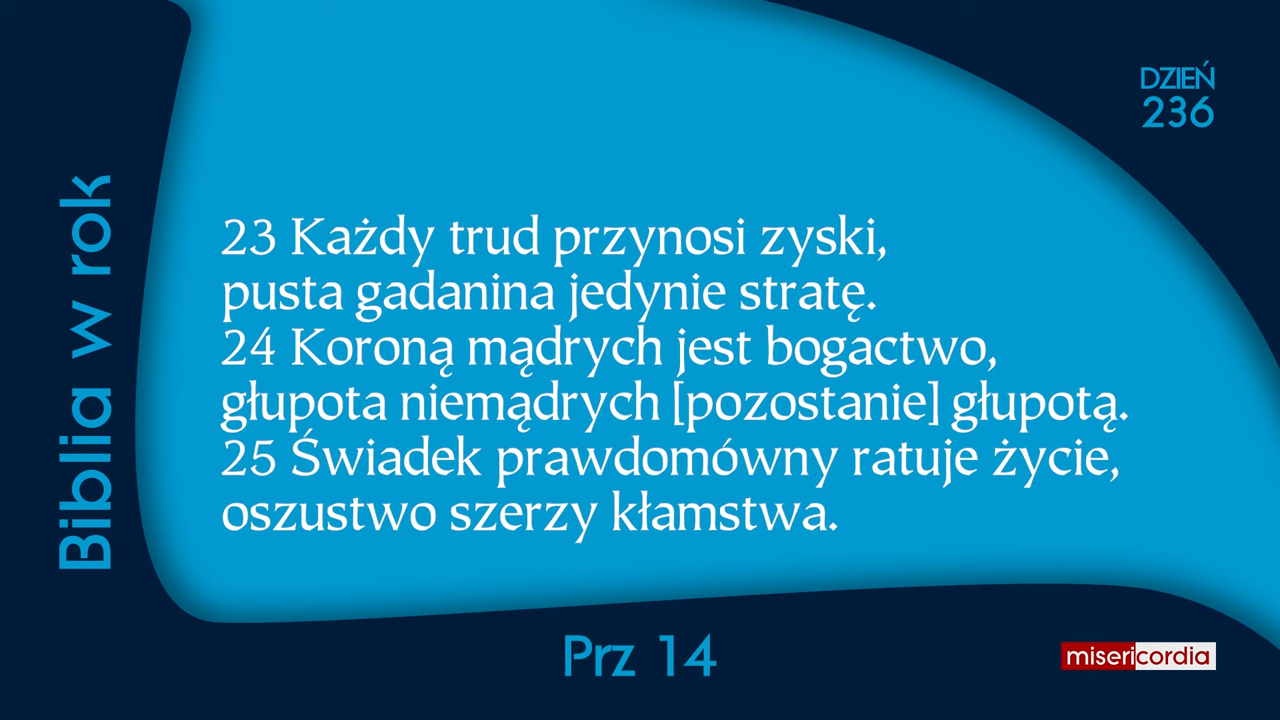 DZIEŃ
236
Biblia w rok
23 Każdy trud przynosi zyski,
pusta gadanina jedynie stratę.
24 Koroną mądrych jest bogactwo,
głupota niemądrych [pozostanie] głupotą.
25 Świadek prawdomówny ratuje życie,
oszustwo szerzy kłamstwa.
Prz 14
misericordia